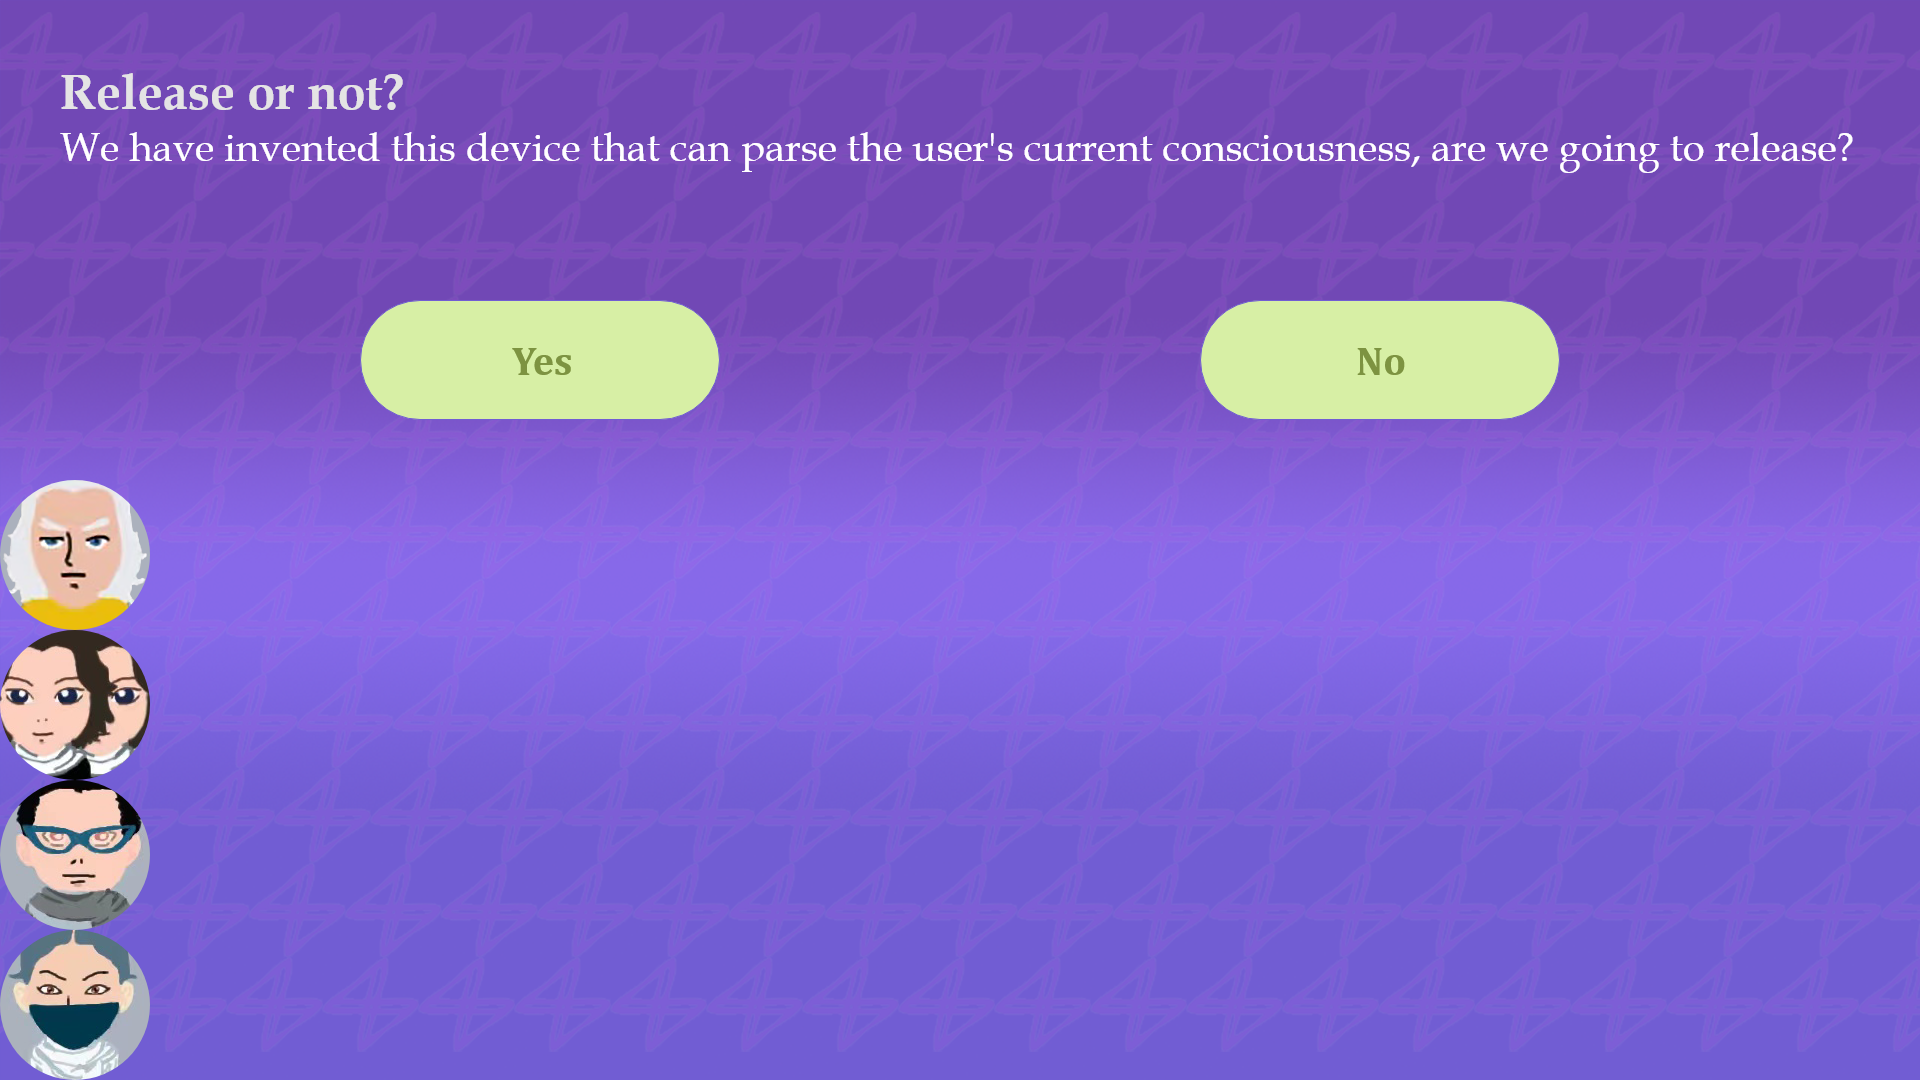 Release or not?
We have invented this device that can parse the user's current consciousness, are we going to release?
Yes
No